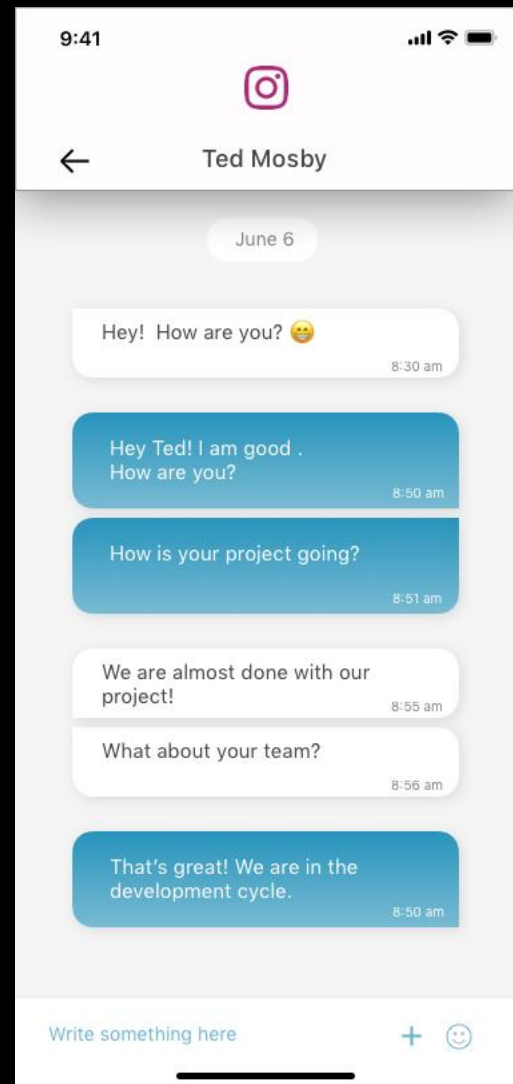 9:41
Ted Mosby
June 6
Hey! How are you? 😁
8:30 am
Hey Ted! I am good .
How are you?
8:50 am
How is your project going?
8:51 am
We are almost done with our
project!
8:55 am
What about your team?
8:56 am
That's great! We are in the
development cycle.
8:50 am
Write something here